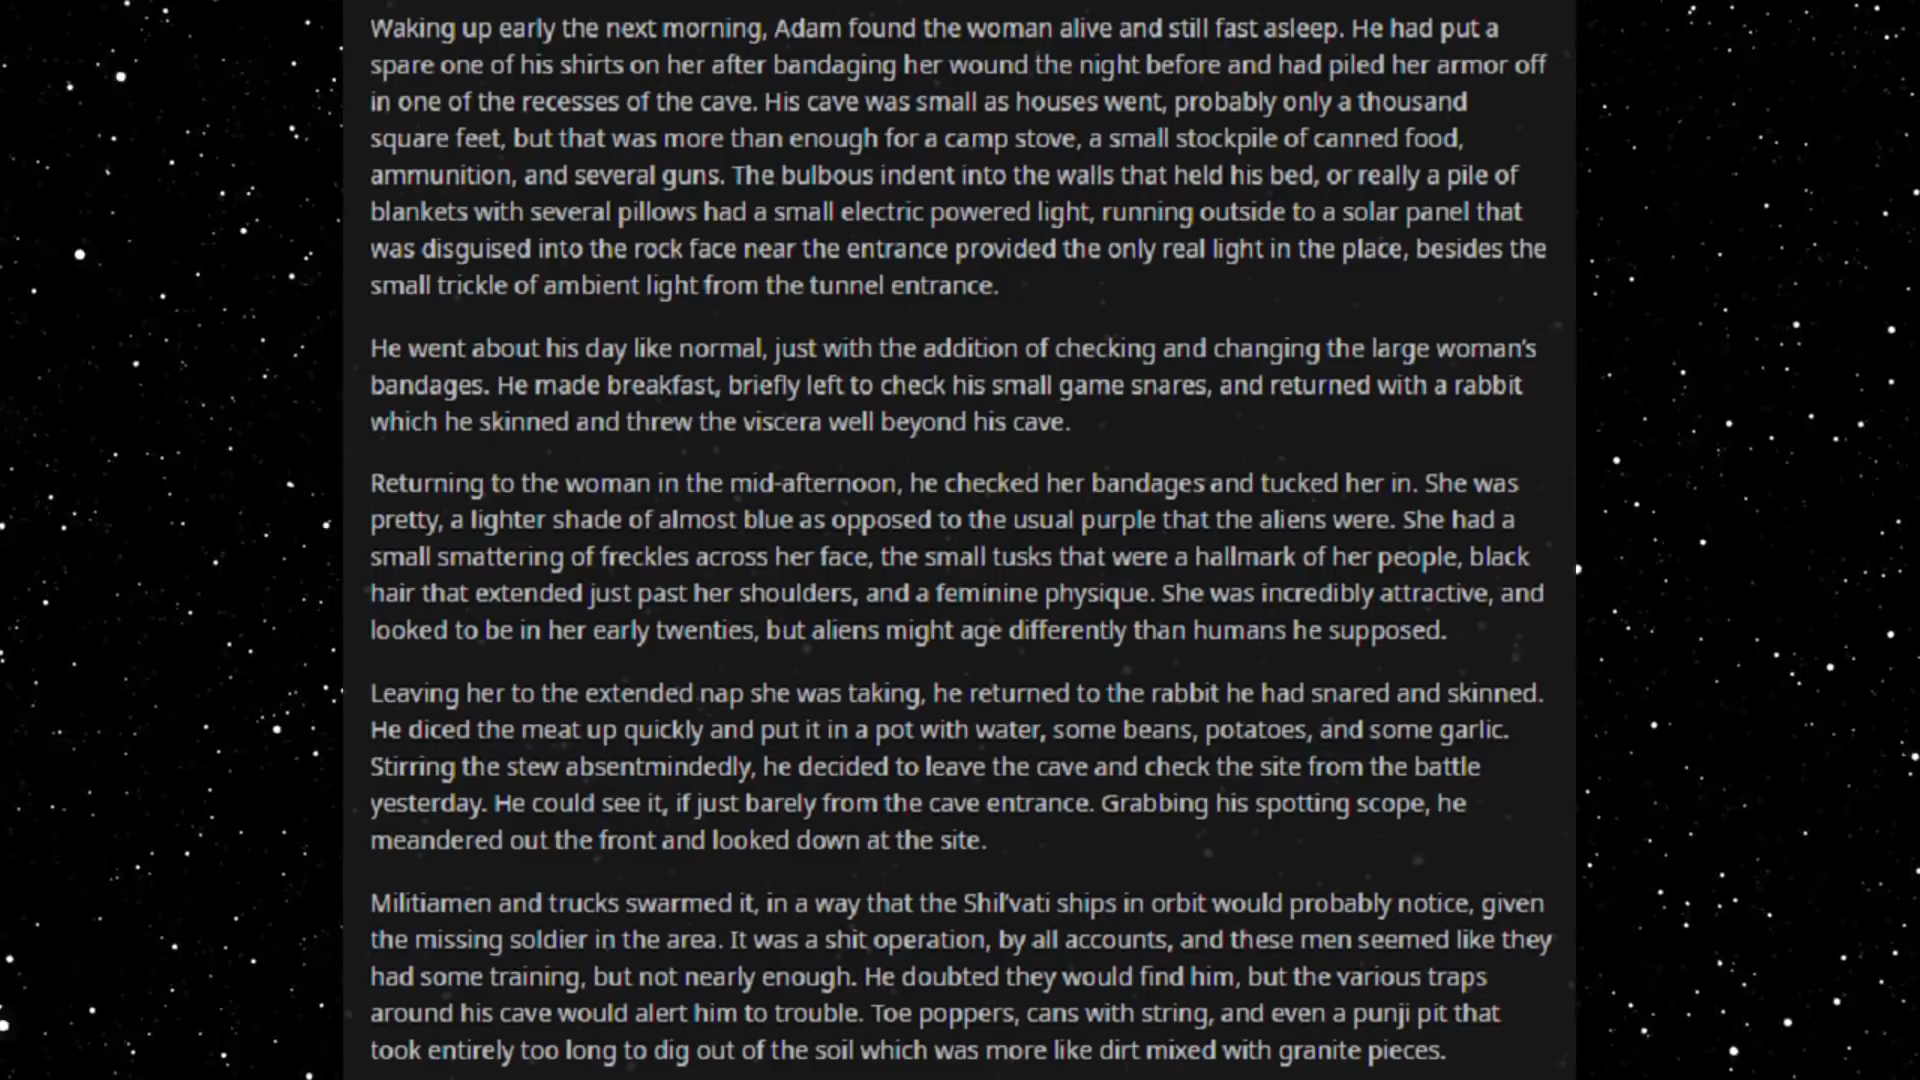 Waking up early the next morning, Adam found the woman alive and still fast asleep. He had put a
spare one of his shirts on her after bandaging her wound the night before and had piled her armor off
in one of the recesses of the cave. His cave was small as houses went, probably only a thousand
square feet, but that was more than enough for a camp stove, a small stockpile of canned food,
ammunition, and several guns. The bulbous indent into the walls that held his bed, or really a pile of
blankets with several pillows had a small electric powered light, running outside to a solar panel that
was disguised into the rock face near the entrance provided the only real light in the place, besides the
small trickle of ambient light from the tunnel entrance.
He went about his day like normal, just with the addition of checking and changing the large woman's
bandages. He made breakfast, briefly left to check his small game snares, and returned with a rabbit
which he skinned and threw the viscera well beyond his cave.
Returning to the woman in the mid-afternoon, he checked her bandages and tucked her in. She was
pretty, a lighter shade of almost blue as opposed to the usual purple that the aliens were. She had a
small smattering of freckles across her face, the small tusks that were a hallmark of her people, black
hair that extended just past her shoulders, and a feminine physique. She was incredibly attractive, and
looked to be in her early twenties, but aliens might age differently than humans he supposed.
Leaving her to the extended nap she was taking, he returned to the rabbit he had snared and skinned.
He diced the meat up quickly and put it in a pot with water, some beans, potatoes, and some garlic.
Stirring the stew absentmindedly, he decided to leave the cave and check the site from the battle
yesterday. He could see it, if just barely from the cave entrance. Grabbing his spotting scope, he
meandered out the front and looked down at the site.
Militiamen and trucks swarmed it, in a way that the Shil'vati ships in orbit would probably notice, given
the missing soldier in the area. It was a shit operation, by all accounts, and these men seemed like they
had some training, but not nearly enough. He doubted they would find him, but the various traps
around his cave would alert him to trouble. Toe poppers, cans with string, and even a punji pit that
took entirely too long to dig out of the soil which was more like dirt mixed with granite pieces.